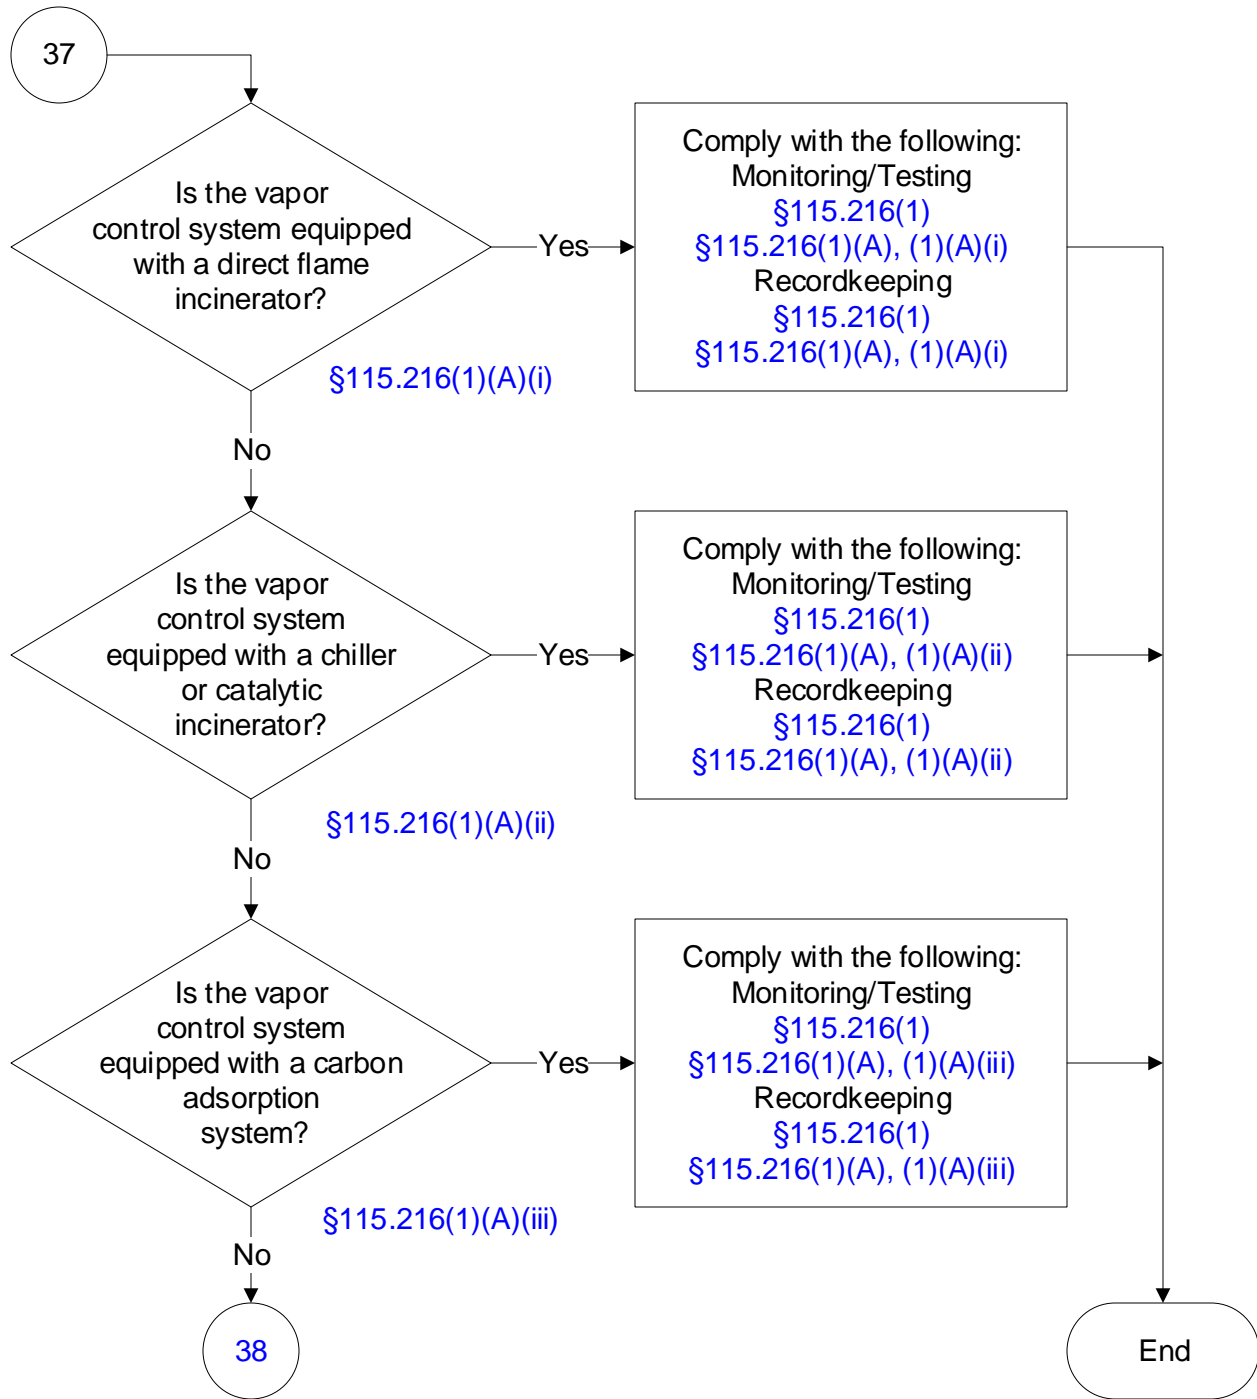 37
Is the vapor
control system equipped
with a direct flame
incinerator?
Yes
Comply with the following:
Monitoring/Testing
§115.216(1)
§115.216(1)(A), (1)(A)(i)
Recordkeeping
§115.216(1)
§115.216(1)(A), (1)(A)(i)
§115.216(1)(A)(i)
No
Is the vapor
control system
equipped with a chiller
or catalytic
incinerator?
Yes
Comply with the following:
Monitoring/Testing
§115.216(1)
§115.216(1)(A), (1)(A)(ii)
Recordkeeping
§115.216(1)
§115.216(1)(A), (1)(A)(ii)
§115.216(1)(A)(ii)
No
Is the vapor
control system
equipped with a carbon
adsorption
system?
Yes
Comply with the following:
Monitoring/Testing
§115.216(1)
§115.216(1)(A), (1)(A)(iii)
Recordkeeping
§115.216(1)
§115.216(1)(A), (1)(A)(iii)
§115.216(1)(A)(iii)
No
38
End